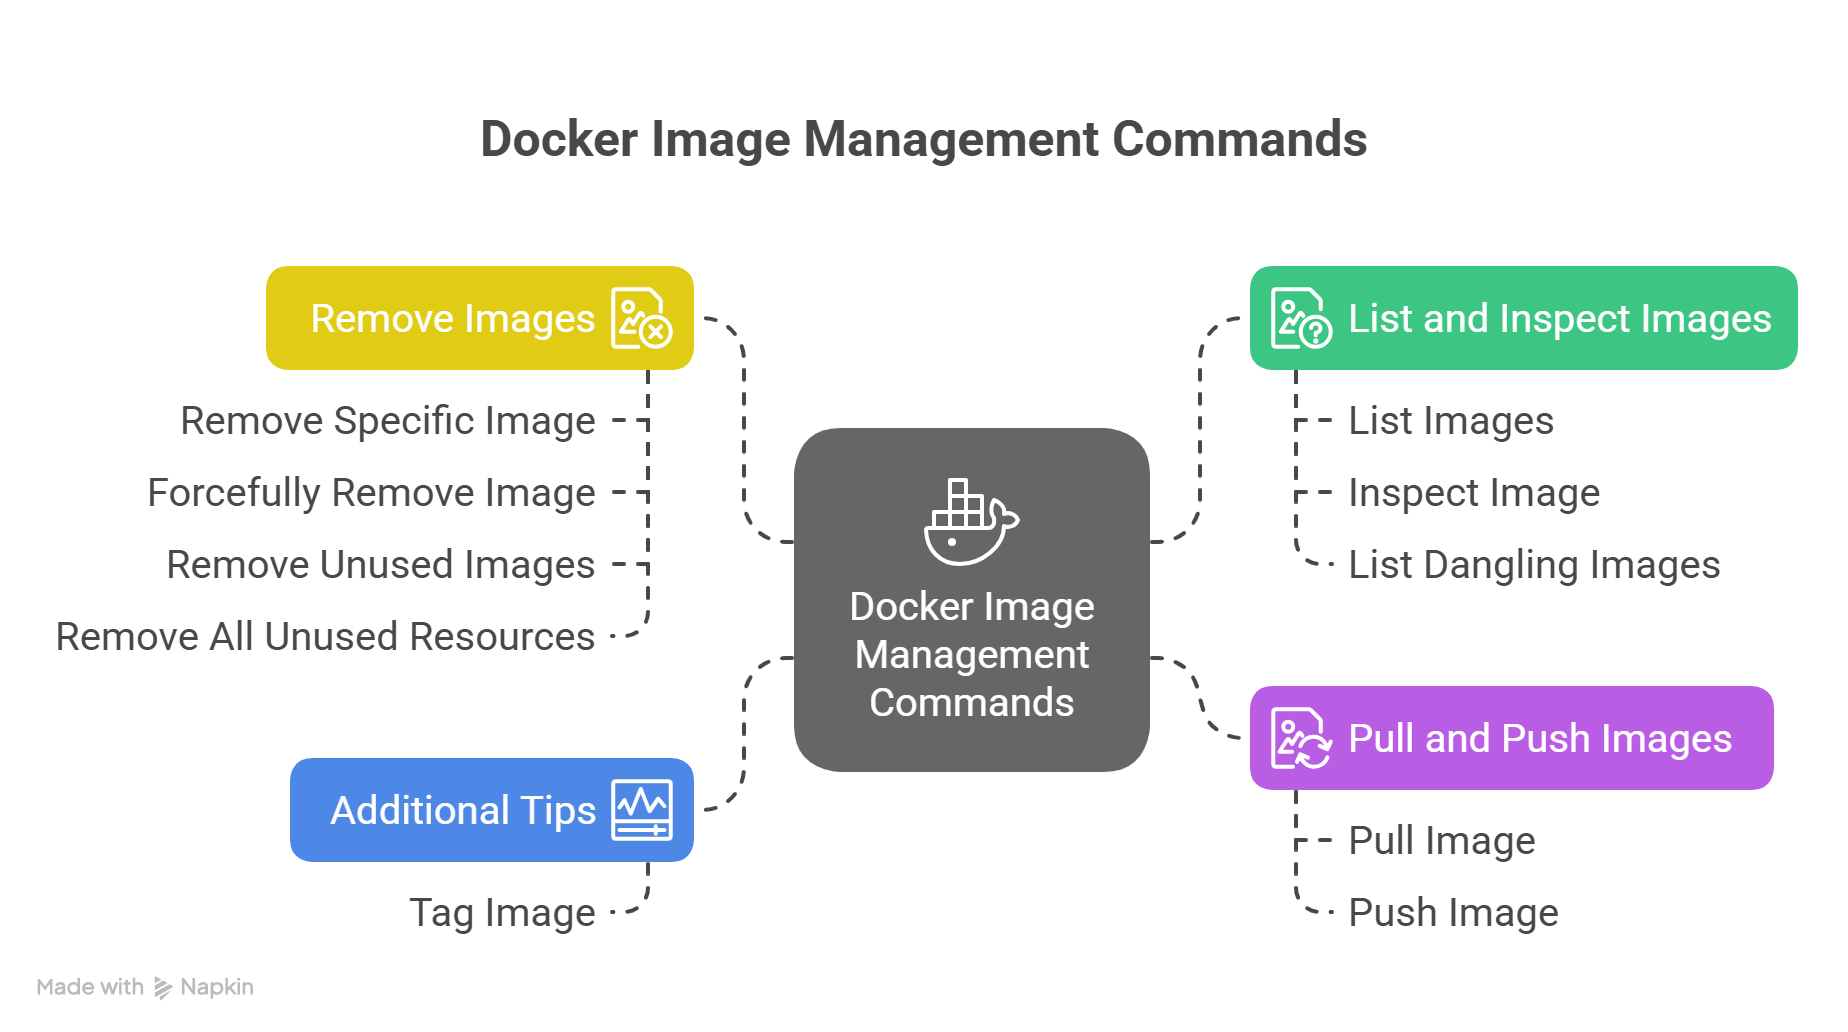 Docker Image Management Commands
Remove Images
Remove Specific Image
Forcefully Remove Image
Remove Unused Images
Remove All Unused Resources
Additional Tips
Tag Image
Docker Image
Management
Commands
List and Inspect Images
List Images
Inspect Image
List Dangling Images
Pull and Push Images
Pull Image
Push Image
Made with Napkin